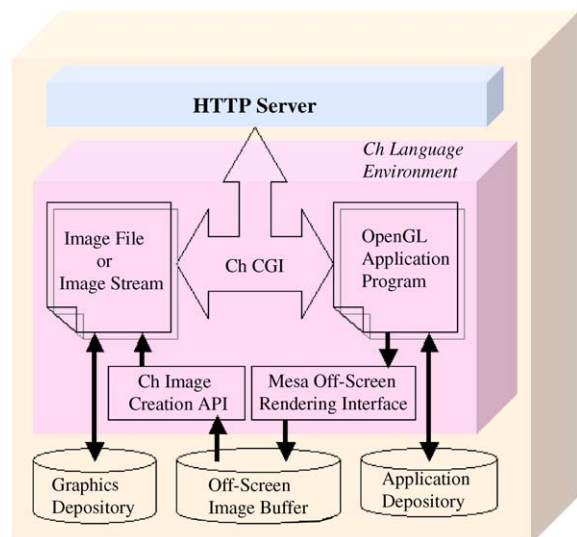 HTTP Server
Ch Language
Environment
Image File
or
Image Stream
Ch CGI
OpenGL
Application
Program
Ch Image
Creation API
Mesa Off-Screen
Rendering Interface
Graphics
Depository
Off-Screen
Image Buffer
Application
Depository